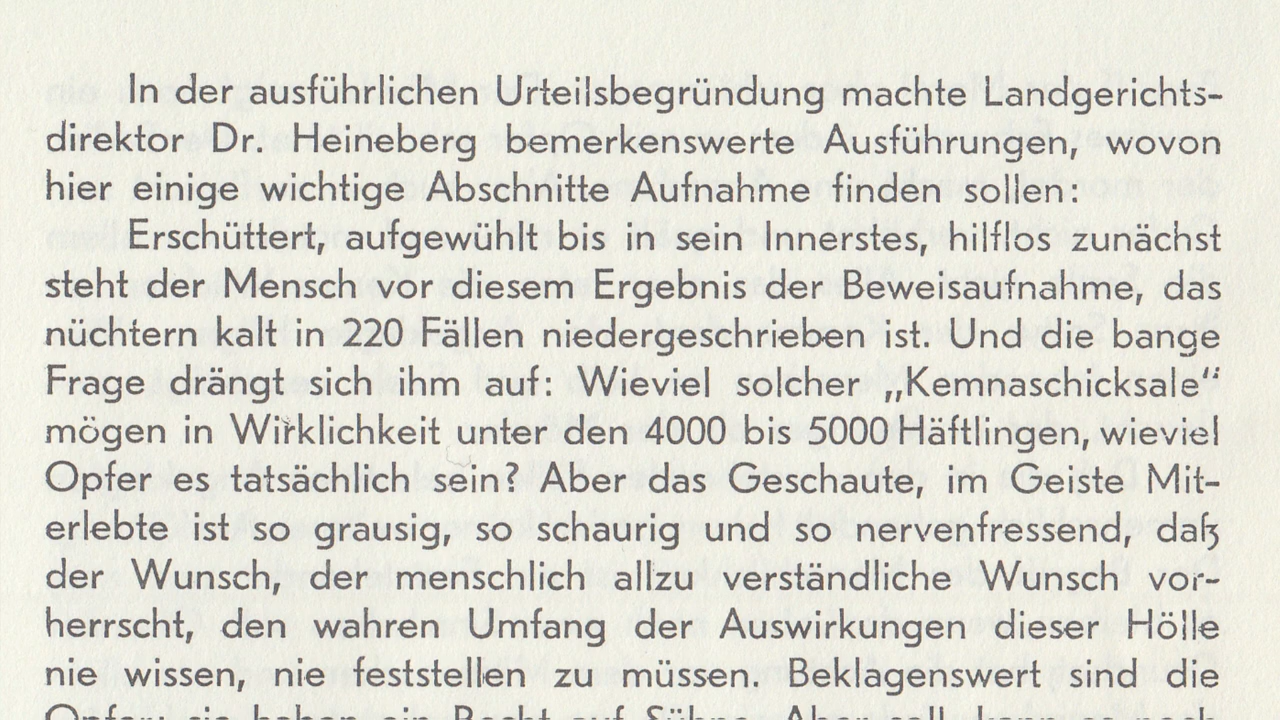 In der ausführlichen Urteilsbegründung machte Landgerichts-
direktor Dr. Heineberg bemerkenswerte Ausführungen, wovon
hier einige wichtige Abschnitte Aufnahme finden sollen:
Erschüttert, aufgewühlt bis in sein Innerstes, hilflos zunächst
steht der Mensch vor diesem Ergebnis der Beweisaufnahme, das
nüchtern kalt in 220 Fällen niedergeschrieben ist. Und die bange
Frage drängt sich ihm auf: Wieviel solcher „Kemnaschicksale“
mögen in Wirklichkeit unter den 4000 bis 5000 Häftlingen, wieviel
Opfer es tatsächlich sein? Aber das Geschaute, im Geiste Mit-
erlebte ist so grausig, so schaurig und so nervenfressend, daß
der Wunsch, der menschlich allzu verständliche Wunsch vor-
herrscht, den wahren Umfang der Auswirkungen dieser Hölle
nie wissen, nie feststellen zu müssen. Beklagenswert sind die